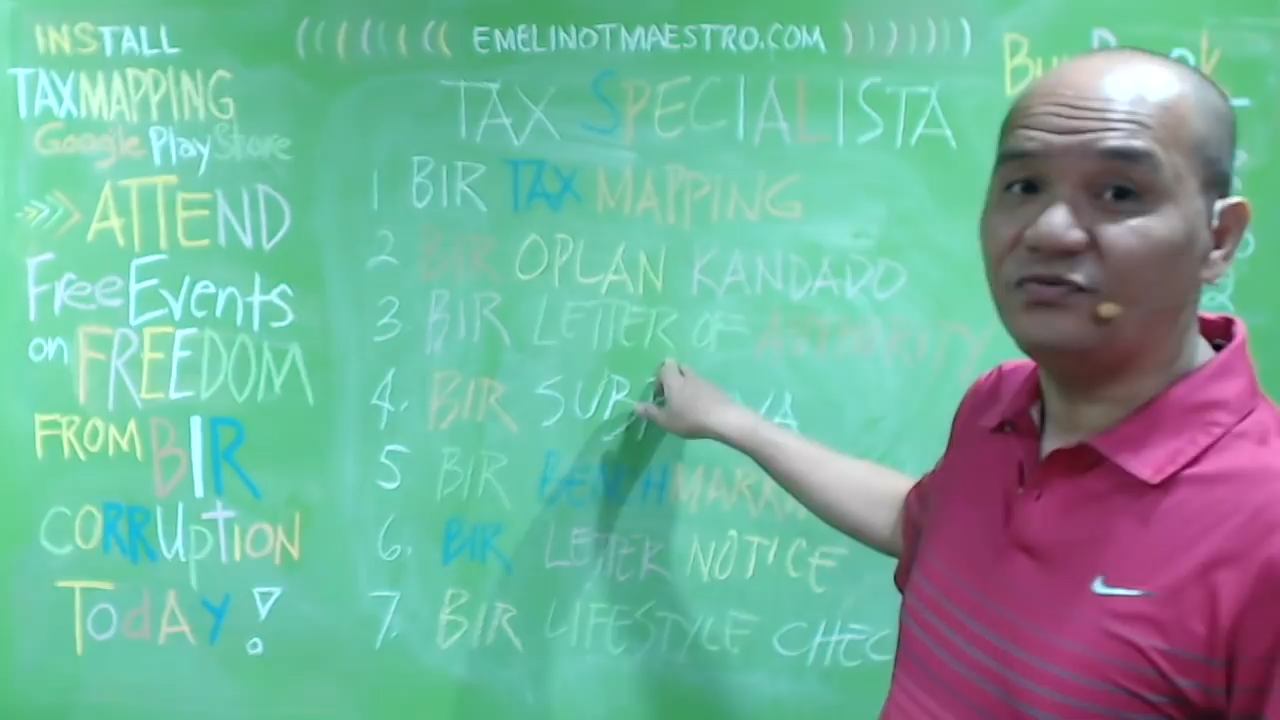 INSTALL
TAXMAPPING
Google Play Store
>>> ATTEND
Free Events
on FREEDOM
FROM BIR
CORRUpTiON
TodAy!
(((((((( EMELINOTMAESTRO.COM ))))))))
TAX SPECIALISTA
1 BIR TAX MAPPING
2 BIR OPLAN KANDADO
3 BIR LETTER OF AUTHORITY
4. BIR
5 BIR
6. BIR LETTER NOTICE
7. BIR LIFESTYLE CHEC